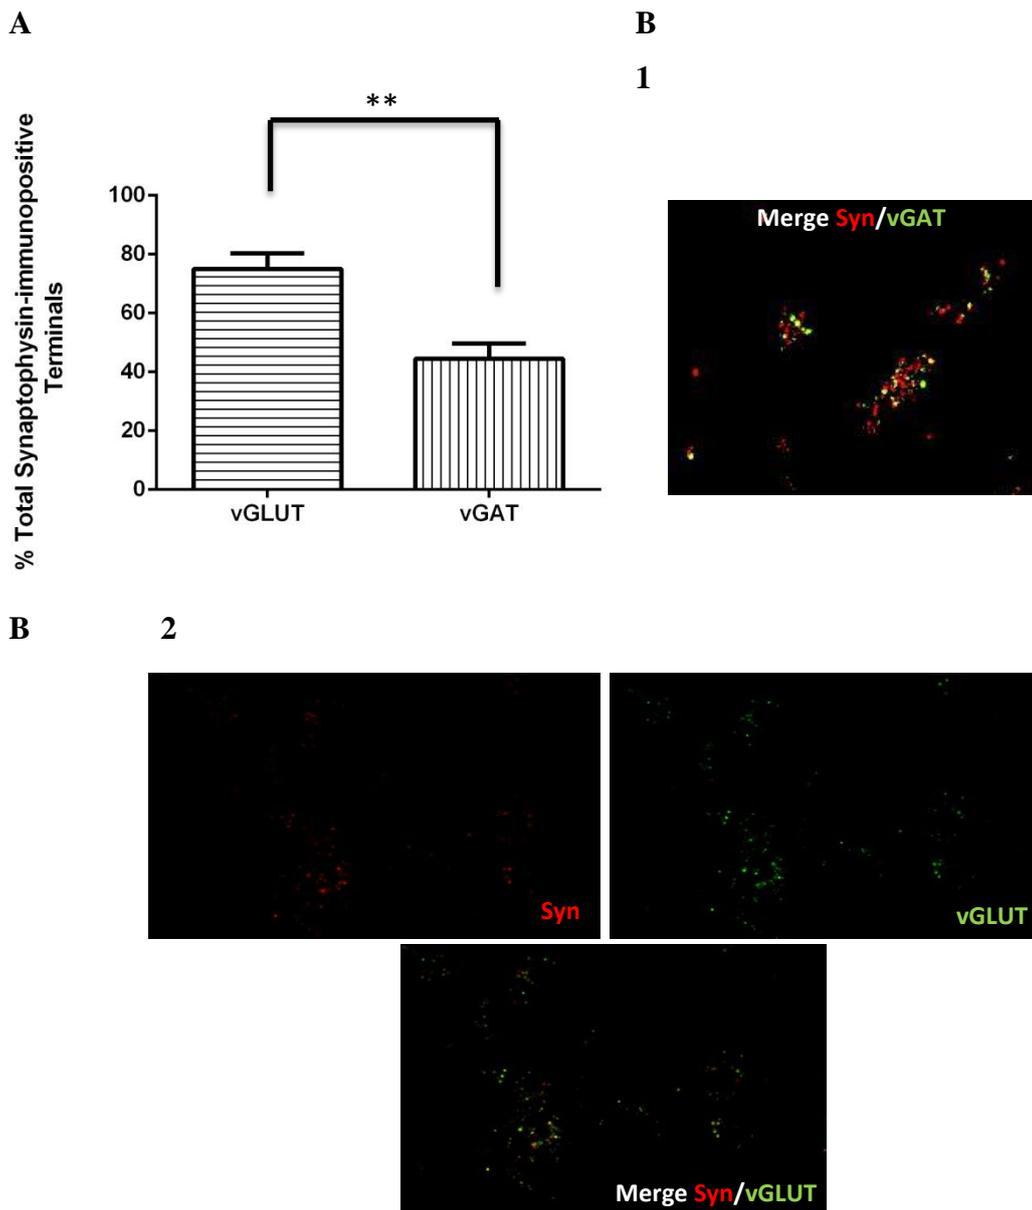 A
B
1
**
% Total Synaptophysin-immunopositive
Terminals
100
80
60
40
20
0
vGLUT
vGAT
Merge Syn/vGAT
B
2
Syn
vGLUT
Merge Syn/vGLUT